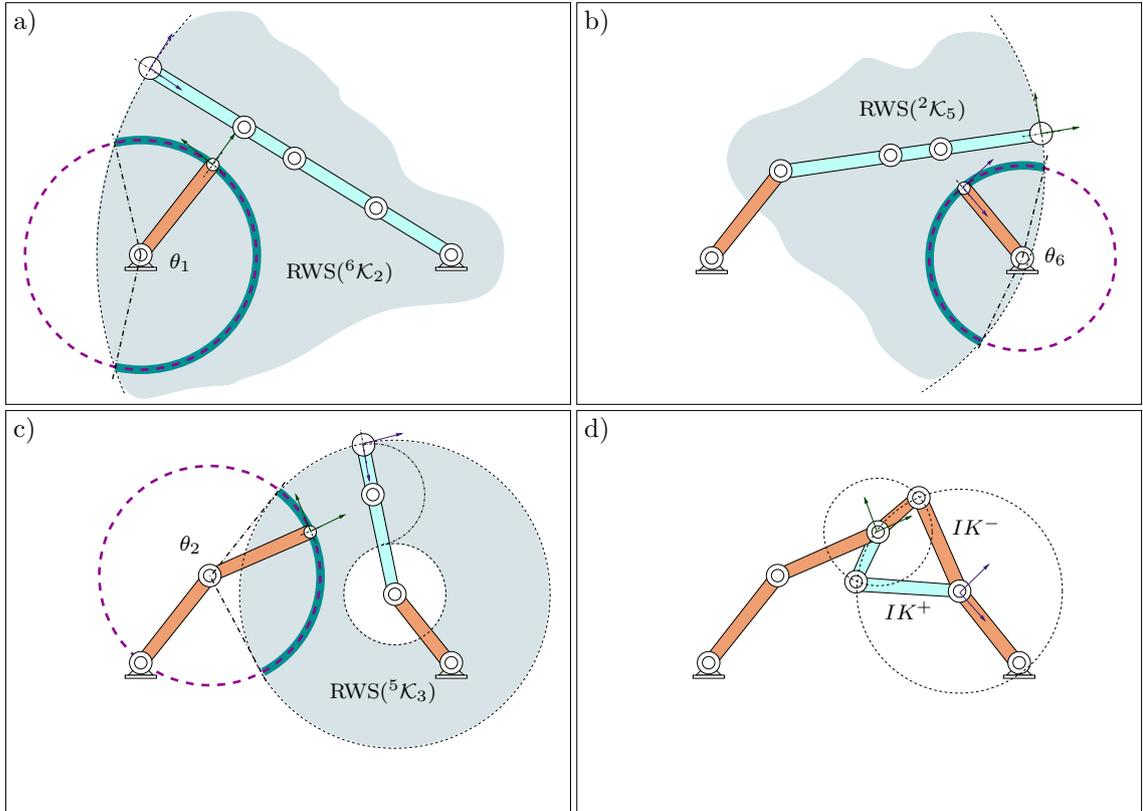 a)
θ₁
RWS(⁶𝒦₂)
b)
RWS(²𝒦₅)
θ₆
c)
θ₂
RWS(⁵𝒦₃)
d)
IK⁻
IK⁺